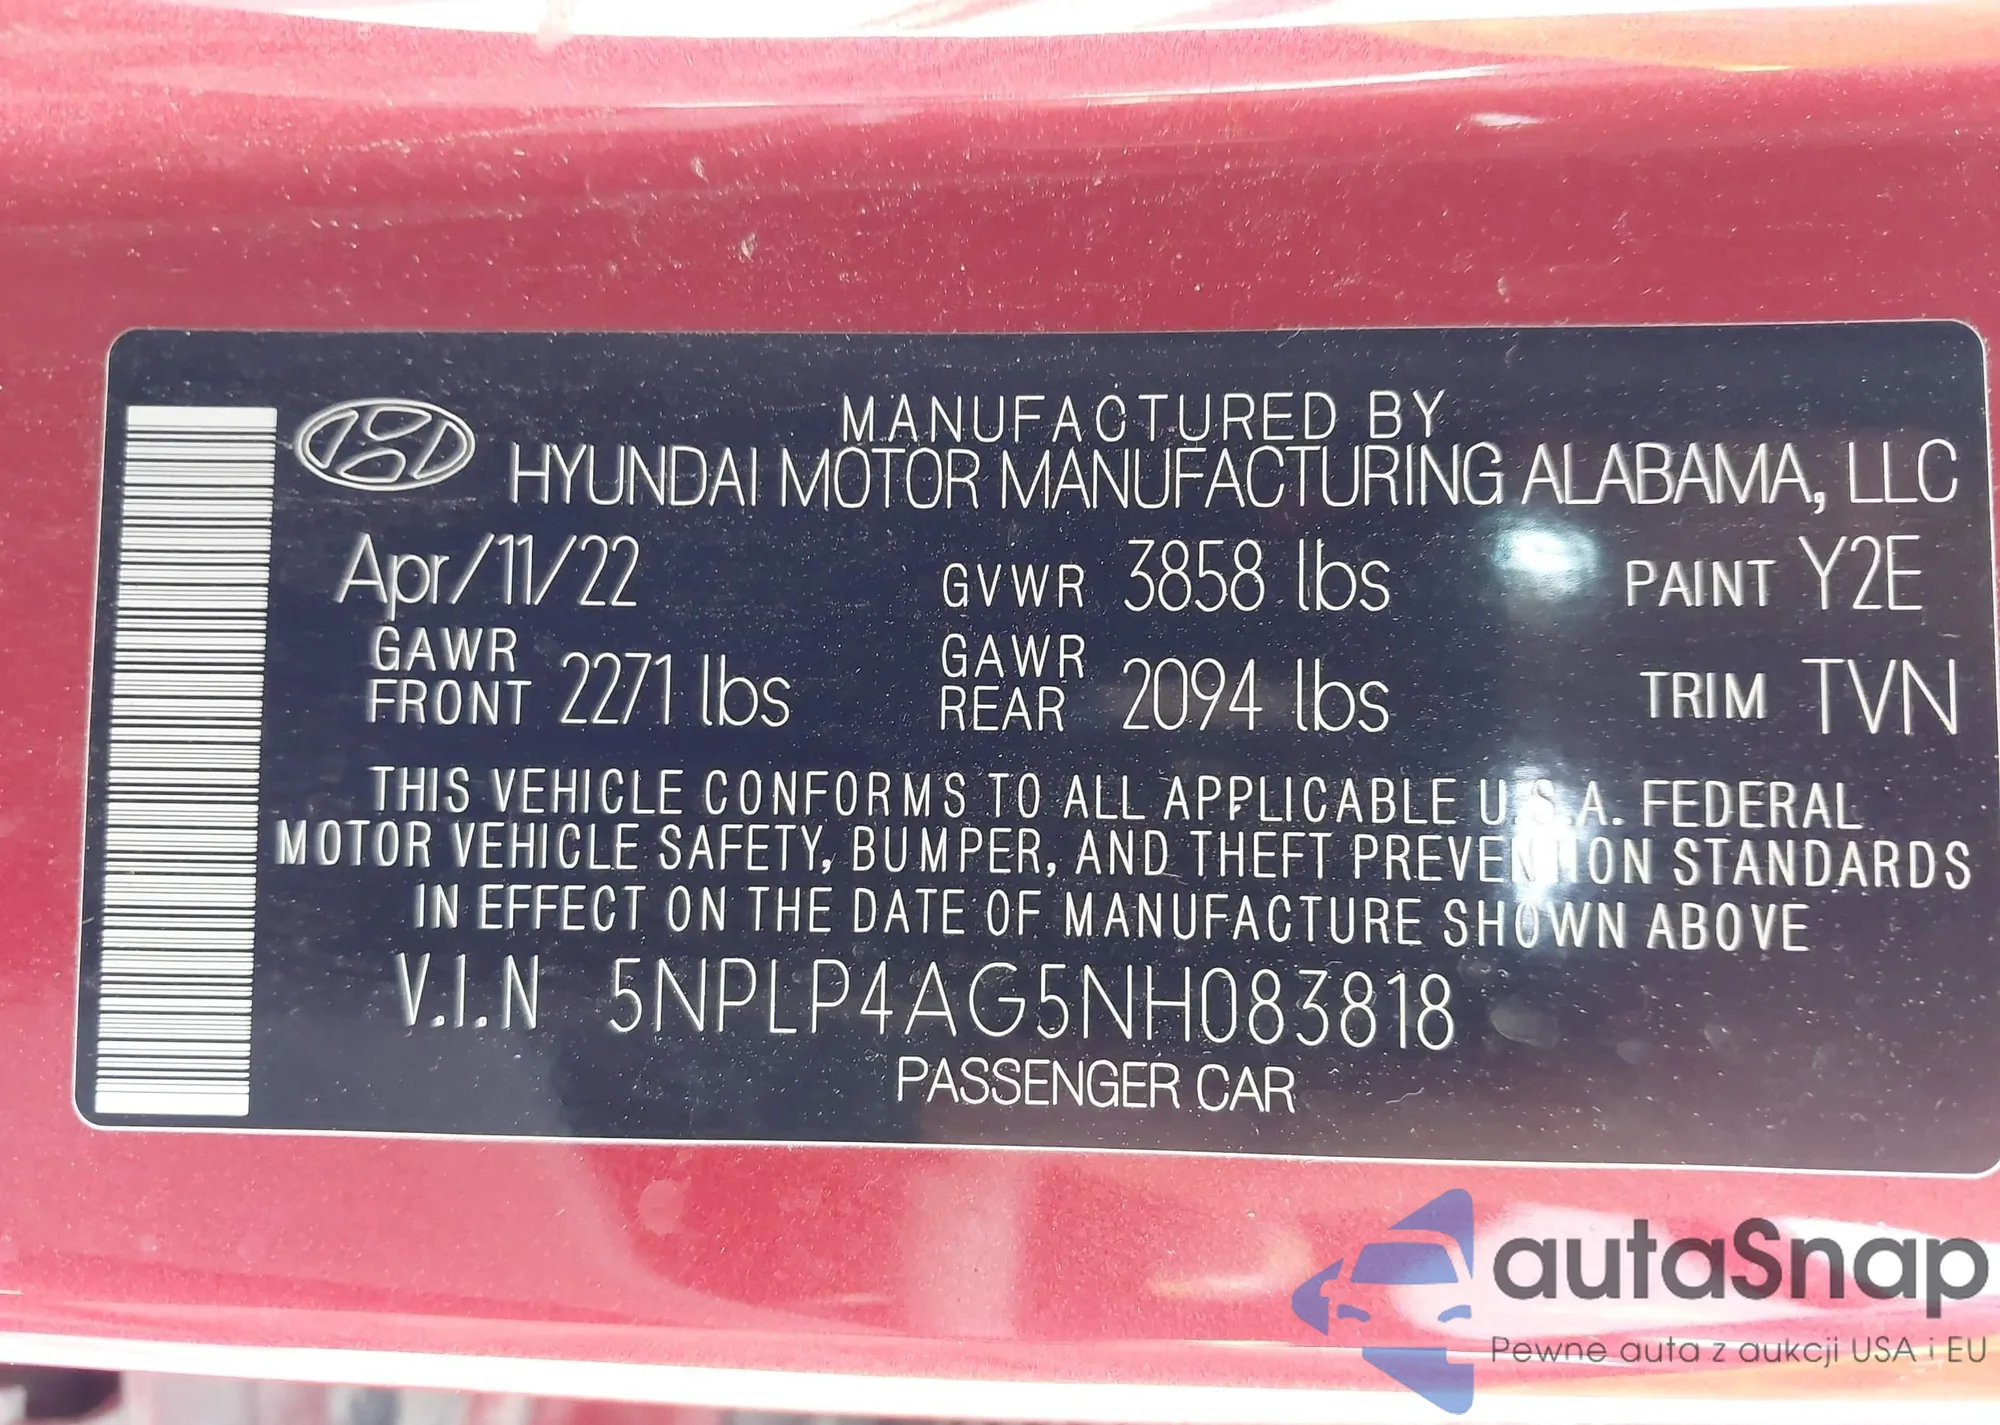 MANUFACTURED BY
HYUNDAI MOTOR MANUFACTURING ALABAMA, LLC
Apr/11/22 GVWR 3858 lbs PAINT Y2E
GAWR FRONT 2271 lbs GAWR REAR 2094 lbs TRIM TVN
THIS VEHICLE CONFORMS TO ALL APPLICABLE U.S.A. FEDERAL
MOTOR VEHICLE SAFETY, BUMPER, AND THEFT PREVENTION STANDARDS
IN EFFECT ON THE DATE OF MANUFACTURE SHOWN ABOVE
V.I.N 5NPLP4AG5NH083818
PASSENGER CAR
autaSnap
Pewne auta z aukcji USA i EU